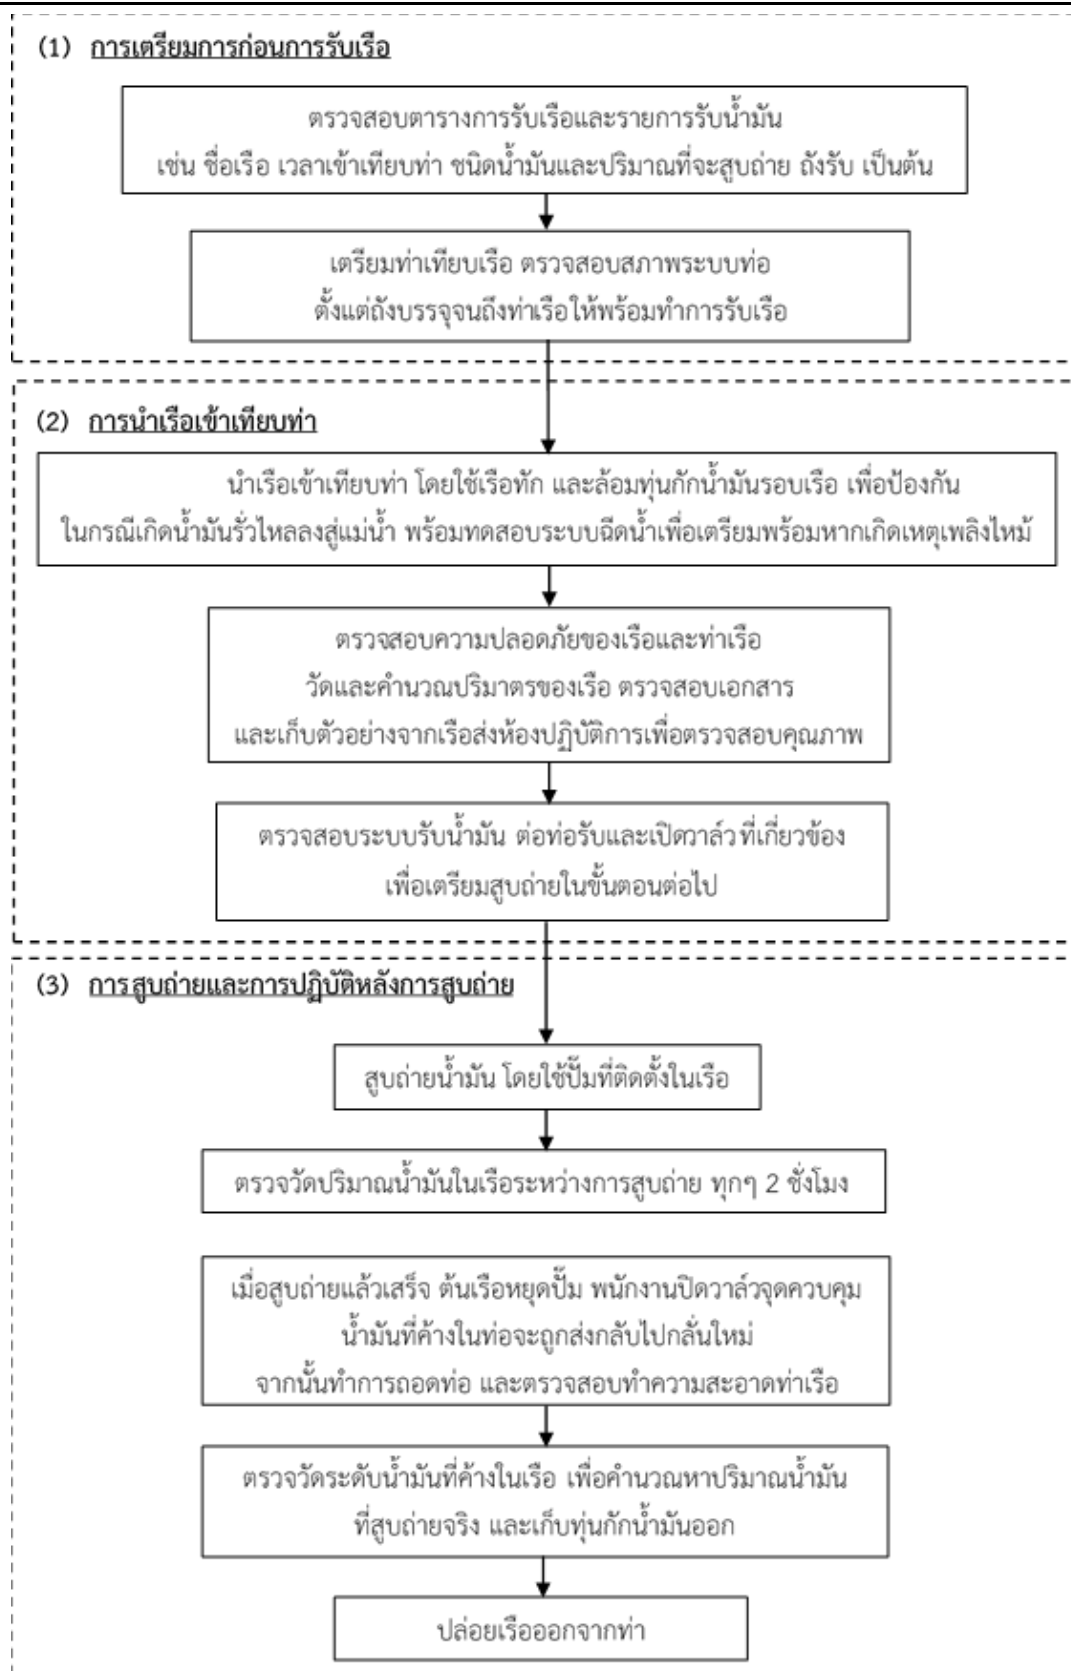 (1) การเตรียมการก่อนการรับเรือ
ตรวจสอบตารางการรับเรือและรายการรับน้ำมัน
เช่น ชื่อเรือ เวลาเข้าเทียบท่า ชนิดน้ำมันและปริมาณที่จะสูบถ่าย ถังรับ เป็นต้น
เตรียมท่าเทียบเรือ ตรวจสอบสภาพระบบท่อ
ตั้งแต่ถังบรรจุจนถึงท่าเรือให้พร้อมทำการรับเรือ
(2) การนำเรือเข้าเทียบท่า
นำเรือเข้าเทียบท่า โดยใช้เรือทัก และล้อมทุ่นกักน้ำมันรอบเรือ เพื่อป้องกัน
ในกรณีเกิดน้ำมันรั่วไหลลงสู่แม่น้ำ พร้อมทดสอบระบบฉีดน้ำเพื่อเตรียมพร้อมหากเกิดเหตุเพลิงไหม้
ตรวจสอบความปลอดภัยของเรือและท่าเรือ
วัดและคำนวณปริมาตรของเรือ ตรวจสอบเอกสาร
และเก็บตัวอย่างจากเรือส่งห้องปฏิบัติการเพื่อตรวจสอบคุณภาพ
ตรวจสอบระบบรับน้ำมัน ต่อท่อรับและเปิดวาล์วที่เกี่ยวข้อง
เพื่อเตรียมสูบถ่ายในขั้นตอนต่อไป
(3) การสูบถ่ายและการปฏิบัติหลังการสูบถ่าย
สูบถ่ายน้ำมัน โดยใช้ปั๊มที่ติดตั้งในเรือ
ตรวจวัดปริมาณน้ำมันในเรือระหว่างการสูบถ่าย ทุกๆ 2 ชั่งโมง
เมื่อสูบถ่ายแล้วเสร็จ ต้นเรือหยุดปั๊ม พนักงานปิดวาล์วจุดควบคุม
น้ำมันที่ค้างในท่อจะถูกส่งกลับไปกลั่นใหม่
จากนั้นทำการถอดท่อ และตรวจสอบทำความสะอาดท่าเรือ
ตรวจวัดระดับน้ำมันที่ค้างในเรือ เพื่อคำนวณหาปริมาณน้ำมัน
ที่สูบถ่ายจริง และเก็บทุ่นกักน้ำมันออก
ปล่อยเรือออกจากท่า